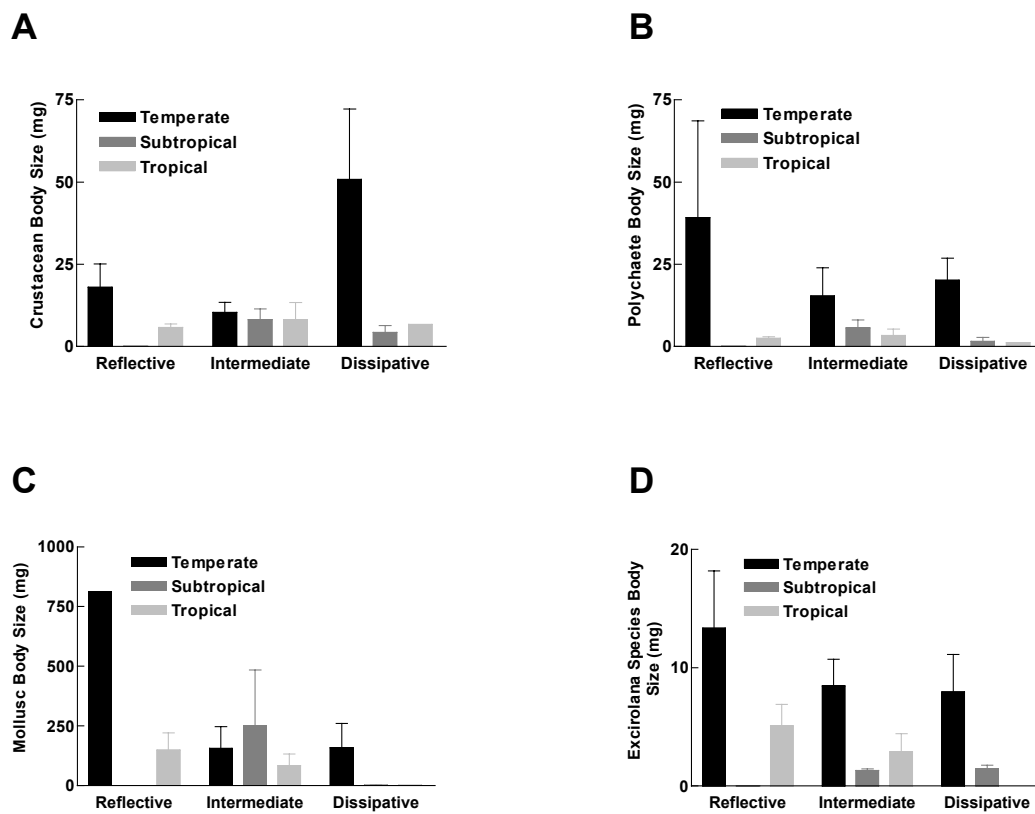 A
Crustacean Body Size (mg)
75
50
25
0
Temperate
Subtropical
Tropical
Reflective Intermediate Dissipative
B
Polychaete Body Size (mg)
75
50
25
0
Temperate
Subtropical
Tropical
Reflective Intermediate Dissipative
C
Mollusc Body Size (mg)
1000
750
500
250
0
Temperate
Subtropical
Tropical
Reflective Intermediate Dissipative
D
Excirolana Species Body
Size (mg)
20
10
0
Temperate
Subtropical
Tropical
Reflective Intermediate Dissipative